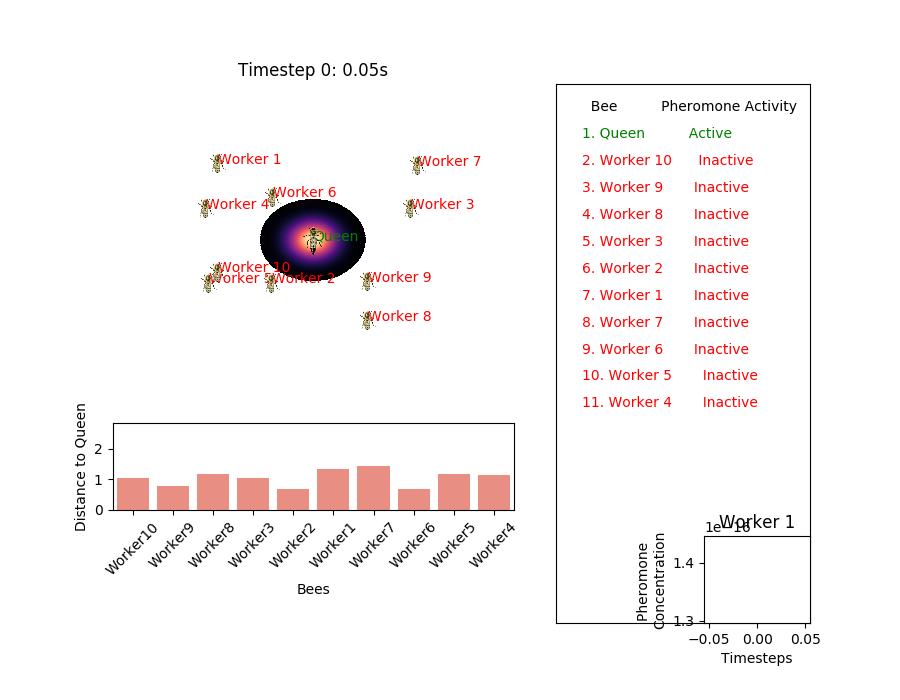 Timestep 0: 0.05s
Worker 1
Worker 7
Worker 6
Worker 4
Worker 3
Queen
Worker 10
Worker 5
Worker 2
Worker 9
Worker 8
Bee Pheromone Activity
1. Queen Active
2. Worker 10 Inactive
3. Worker 9 Inactive
4. Worker 8 Inactive
5. Worker 3 Inactive
6. Worker 2 Inactive
7. Worker 1 Inactive
8. Worker 7 Inactive
9. Worker 6 Inactive
10. Worker 5 Inactive
11. Worker 4 Inactive
Distance to Queen
2
1
0
Worker10
Worker9
Worker8
Worker3
Worker2
Worker1
Worker7
Worker6
Worker5
Worker4
Bees
Worker 1
1e−16
Pheromone
Concentration
1.4
1.3
−0.05 0.00 0.05
Timesteps